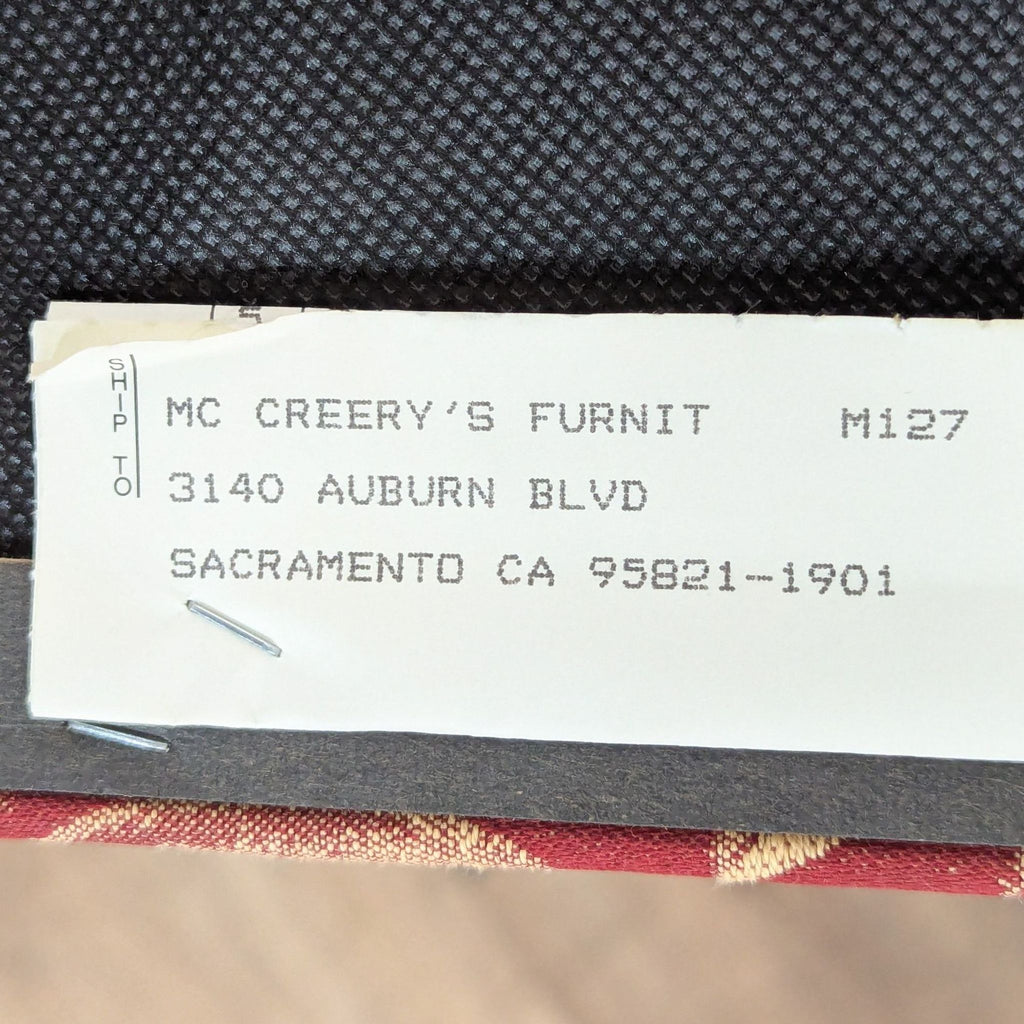 SHIP TO
MC CREERY'S FURNIT M127
3140 AUBURN BLVD
SACRAMENTO CA 95821-1901